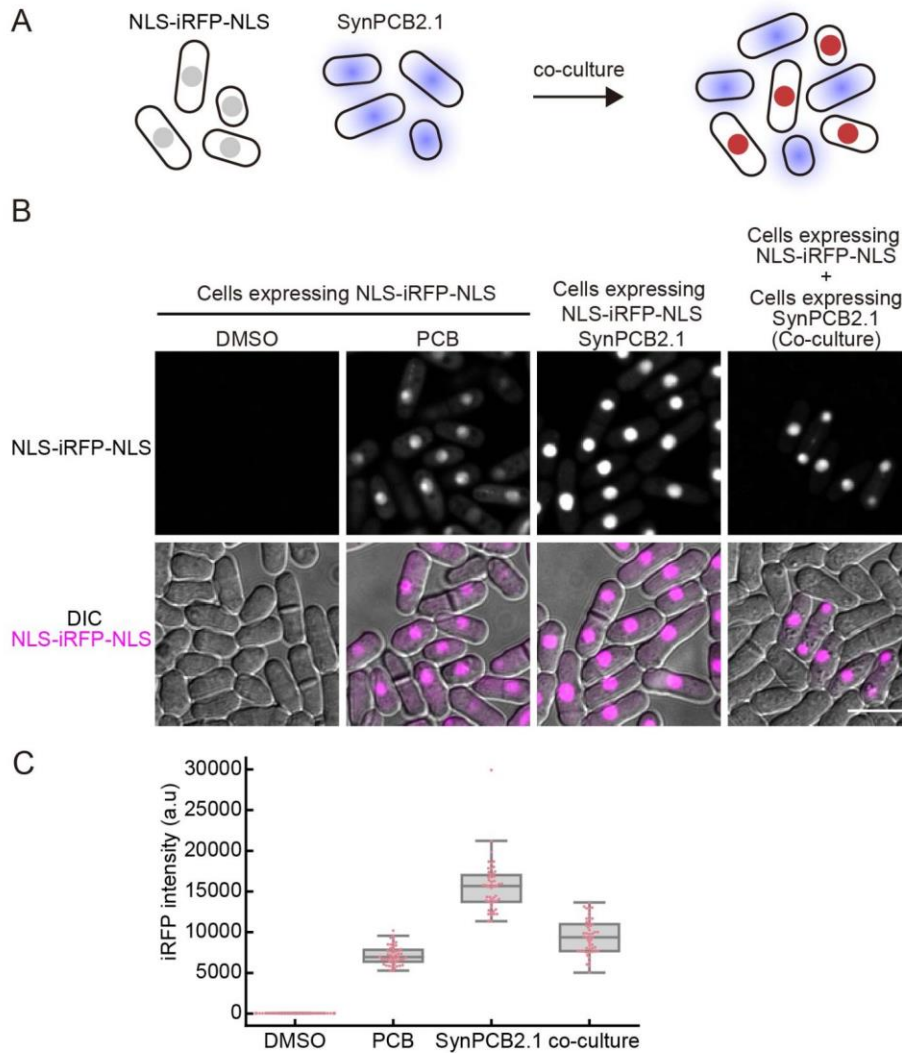 A
NLS-iRFP-NLS
SynPCB2.1
co-culture
B
Cells expressing NLS-iRFP-NLS
DMSO
PCB
Cells expressing
NLS-iRFP-NLS
SynPCB2.1
Cells expressing
NLS-iRFP-NLS
+
Cells expressing
SynPCB2.1
(Co-culture)
NLS-iRFP-NLS
DIC
NLS-iRFP-NLS
C
iRFP intensity (a.u)
30000
25000
20000
15000
10000
5000
0
DMSO
PCB
SynPCB2.1
co-culture